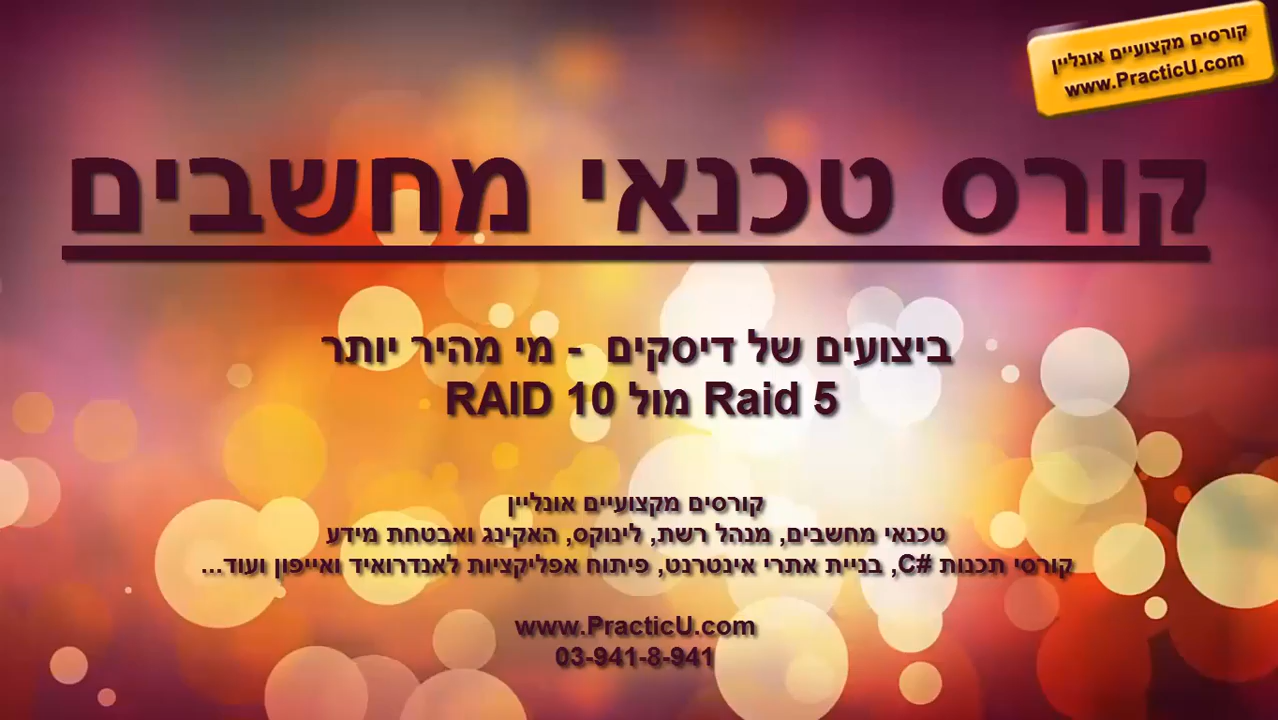 קורסים מקצועיים אונליין
www.PracticU.com
קורס טכנאי מחשבים
ביצועים של דיסקים - מי מהיר יותר
Raid 5 מול RAID 10
קורסים מקצועיים אונליין
טכנאי מחשבים, מנהל רשת, לינוקס, האקינג ואבטחת מידע
קורסי תכנות C#, בניית אתרי אינטרנט, פיתוח אפליקציות לאנדרואיד ואייפון ועוד...
www.PracticU.com
03-941-8-941